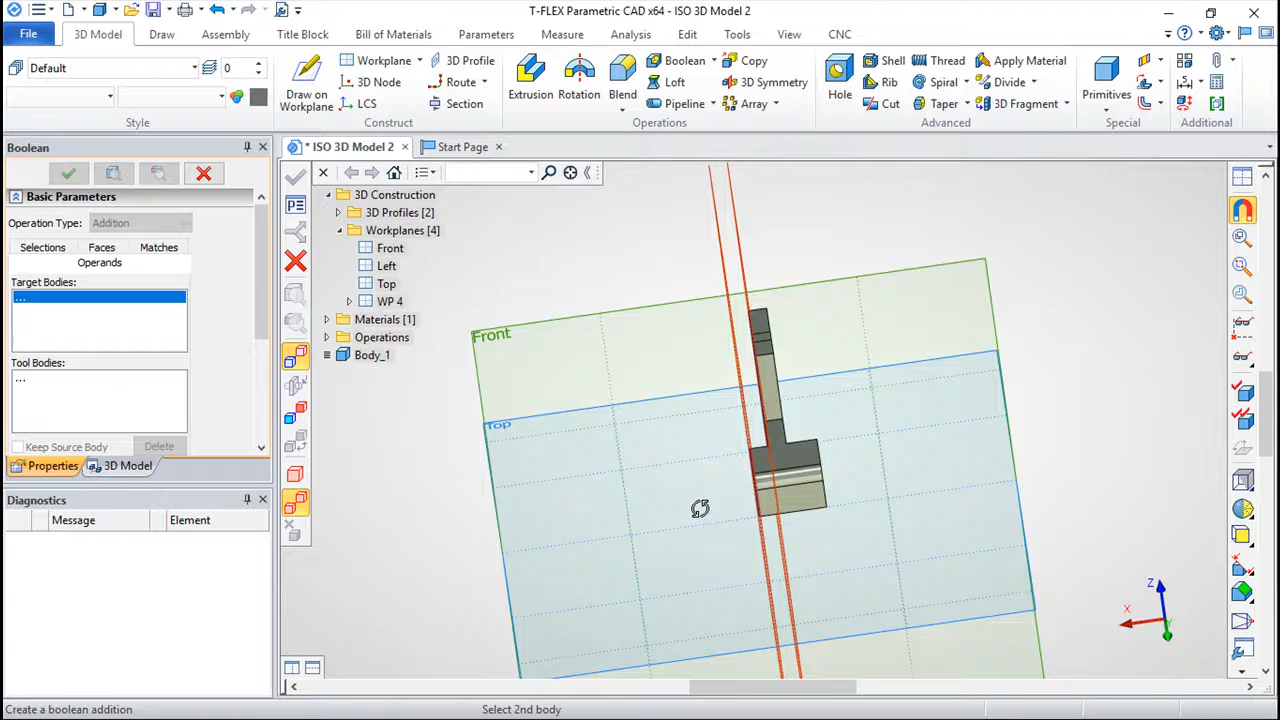 T-FLEX Parametric CAD x64 - ISO 3D Model 2
File
3D Model
Draw
Assembly
Title Block
Bill of Materials
Parameters
Measure
Analysis
Edit
Tools
View
CNC
Default
0
Style
Draw on
Workplane
Workplane
3D Node
LCS
3D Profile
Route
Section
Construct
Extrusion
Rotation
Blend
Boolean
Loft
Pipeline
Copy
3D Symmetry
Array
Operations
Hole
Shell
Rib
Cut
Thread
Spiral
Taper
Apply Material
Divide
3D Fragment
Advanced
Primitives
Special
Additional
Boolean
* ISO 3D Model 2
Start Page
Basic Parameters
Operation Type:
Addition
Selections
Faces
Matches
Operands
Target Bodies:
...
Tool Bodies:
...
Keep Source Body
Delete
Properties
3D Model
Diagnostics
Message
Element
PE
3D Construction
3D Profiles [2]
Workplanes [4]
Front
Left
Top
WP 4
Materials [1]
Operations
Body_1
Front
Top
Z
X
Y
Create a boolean addition
Select 2nd body